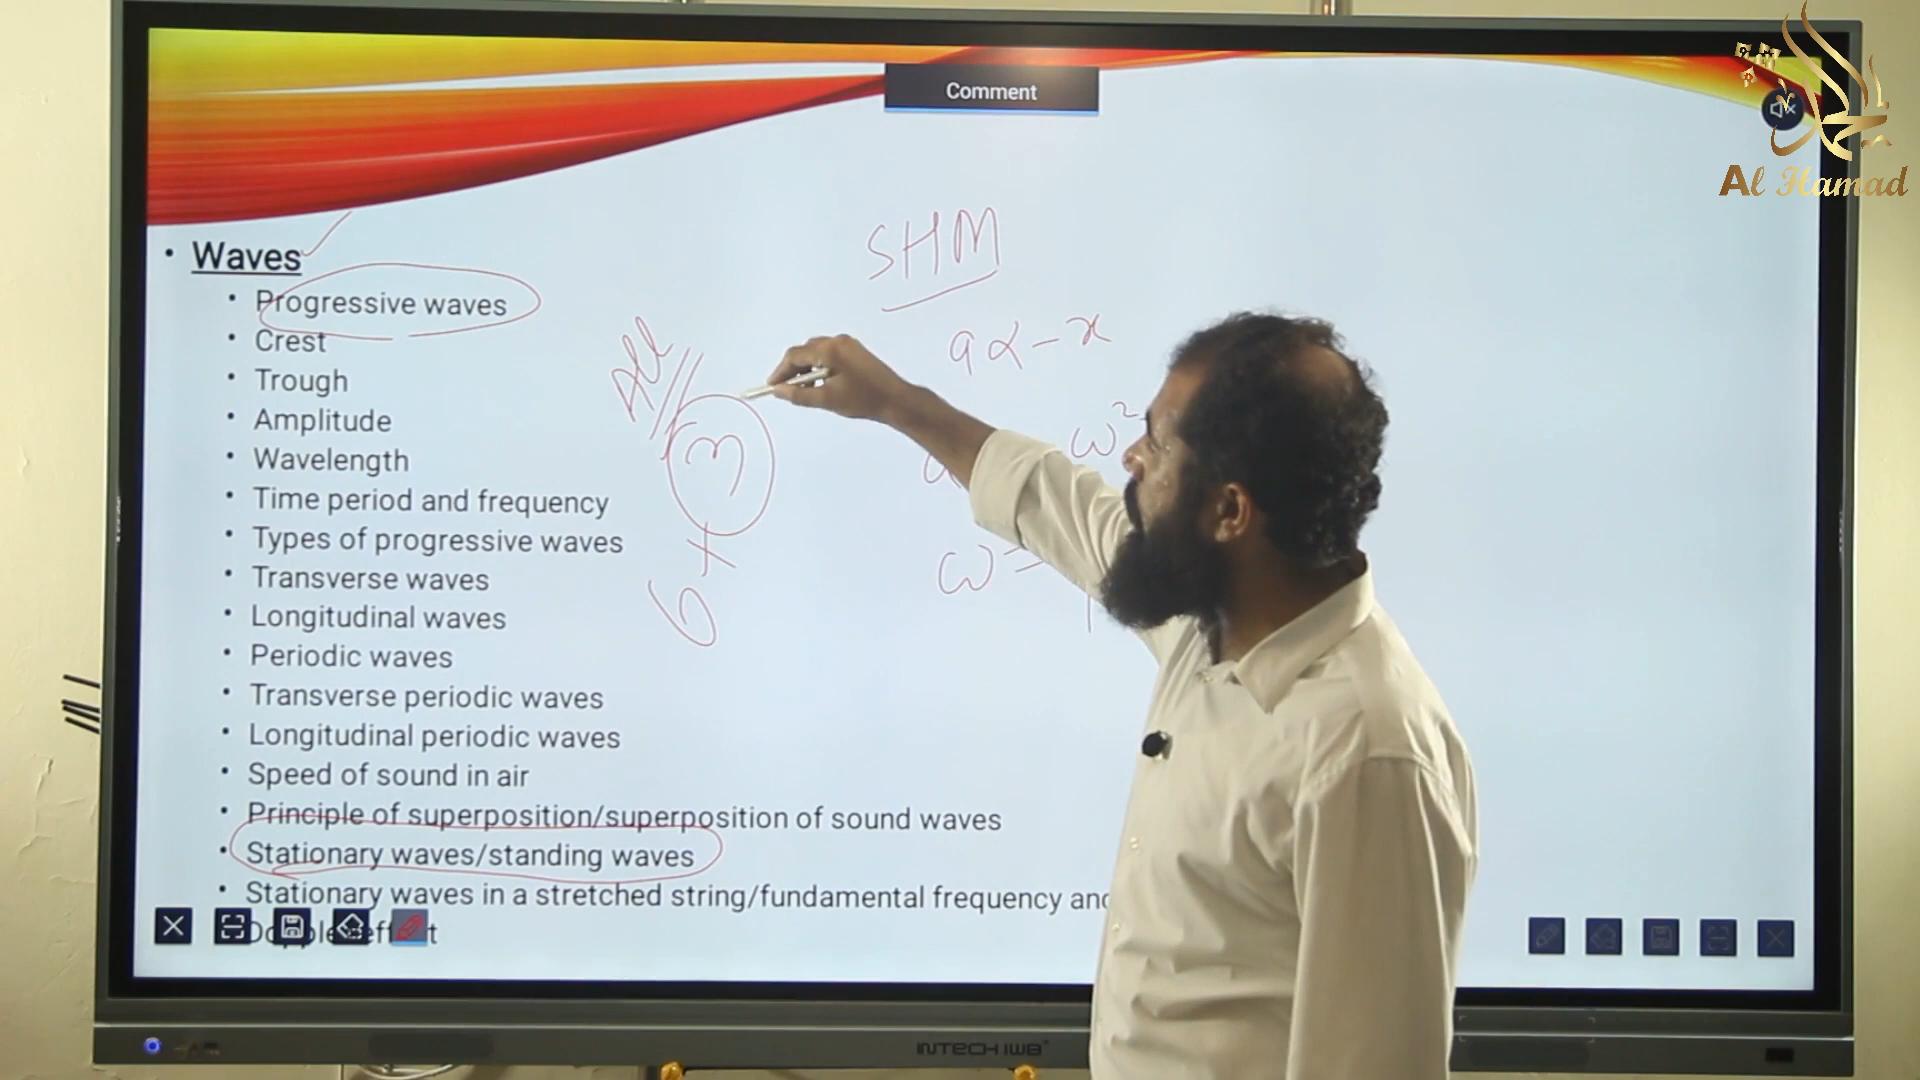 Comment
Al Hamad
• Waves
• Progressive waves
• Crest
• Trough
• Amplitude
• Wavelength
• Time period and frequency
• Types of progressive waves
• Transverse waves
• Longitudinal waves
• Periodic waves
• Transverse periodic waves
• Longitudinal periodic waves
• Speed of sound in air
• Principle of superposition/superposition of sound waves
• Stationary waves/standing waves
• Stationary waves in a stretched string/fundamental frequency
SHM
a α - x
ω²
ω =
All
INTECH IWB